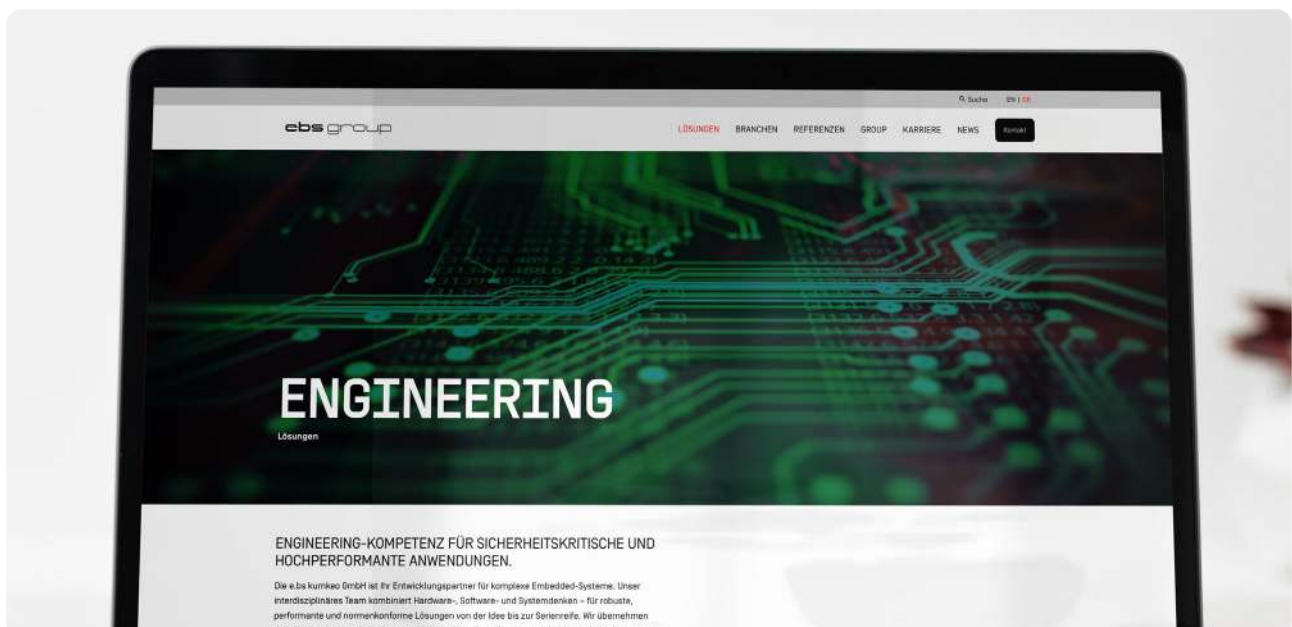 Suche EN | DE
ebs group
LÖSUNGEN BRANCHEN REFERENZEN GROUP KARRIERE NEWS Kontakt
ENGINEERING
Lösungen
ENGINEERING-KOMPETENZ FÜR SICHERHEITSKRITISCHE UND
HOCHPERFORMANTE ANWENDUNGEN.
Die e.bs kumkeo GmbH ist Ihr Entwicklungspartner für komplexe Embedded-Systeme. Unser
interdisziplinäres Team kombiniert Hardware-, Software- und Systemdenken – für robuste,
performante und normenkonforme Lösungen von der Idee bis zur Serienreife. Wir übernehmen